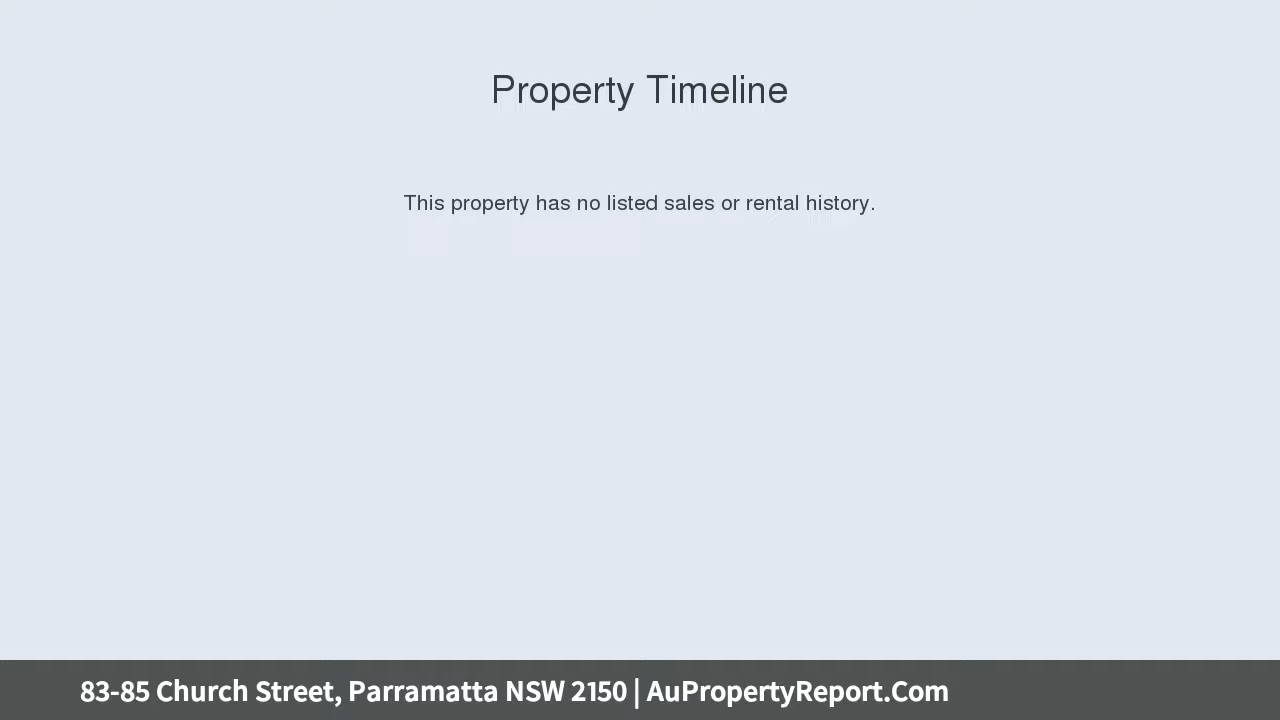 Property Timeline
This property has no listed sales or rental history.
83-85 Church Street, Parramatta NSW 2150 | AuPropertyReport.Com